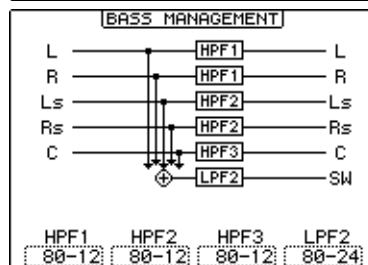 BASS MANAGEMENT
L HPF1 L
R HPF1 R
Ls HPF2 Ls
Rs HPF2 Rs
C HPF3 C
LPF2 SW
HPF1 HPF2 HPF3 LPF2
80-12 80-12 80-12 80-24